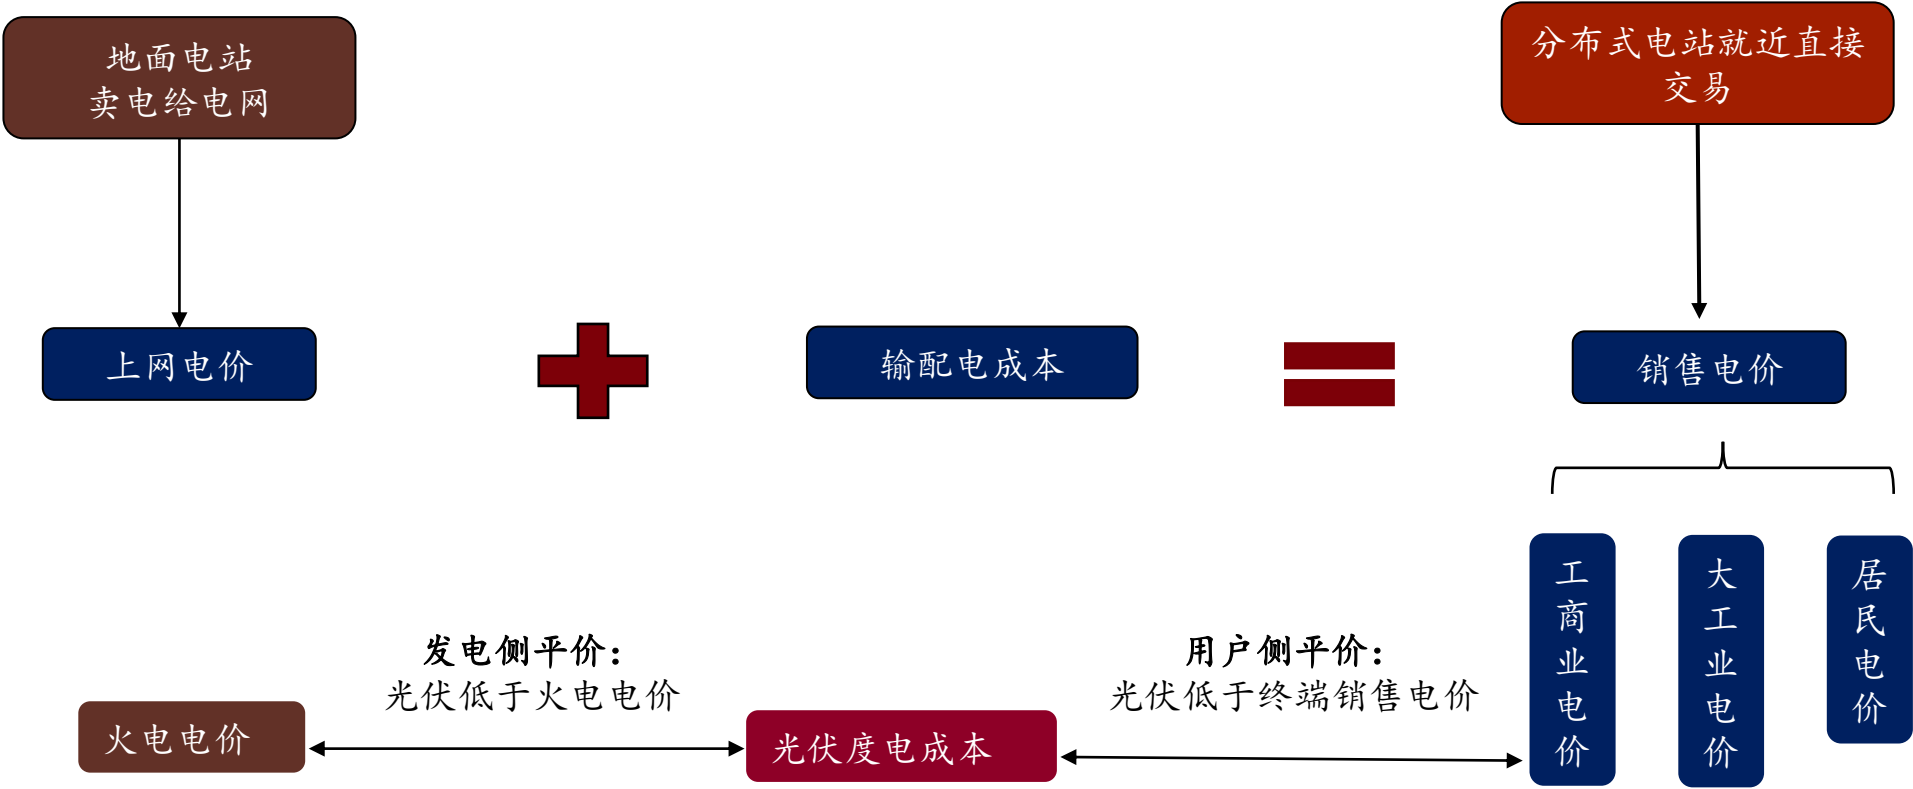 地面电站
卖电给电网
分布式电站就近直接
交易
上网电价
输配电成本
销售电价
工商业电价
大工业电价
居民电价
发电侧平价：
光伏低于火电电价
用户侧平价：
光伏低于终端销售电价
火电电价
光伏度电成本